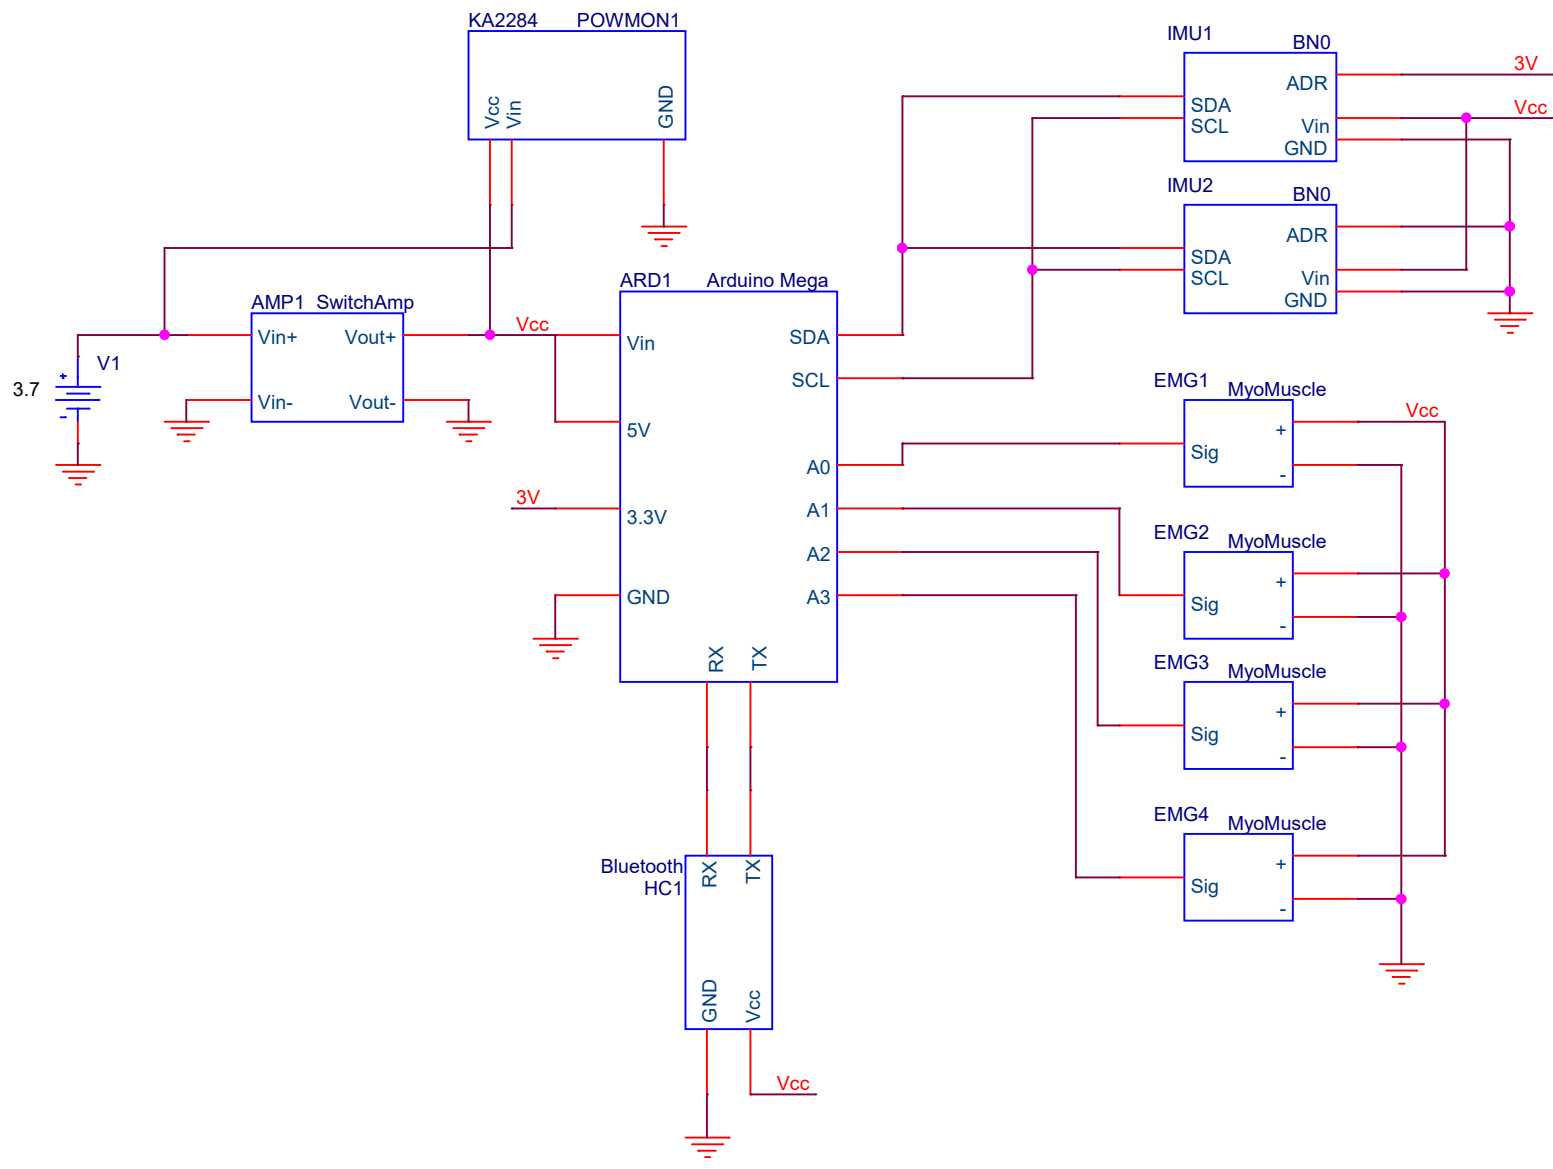 KA2284 POWMON1
Vcc
Vin
GND
IMU1
BN0
ADR
SDA
SCL
Vin
GND
3V
Vcc
IMU2
BN0
ADR
SDA
SCL
Vin
GND
AMP1 SwitchAmp
Vin+ Vout+
Vin- Vout-
V1
3.7
+
-
Vcc
3V
ARD1 Arduino Mega
Vin
5V
3.3V
GND
SDA
SCL
A0
A1
A2
A3
RX
TX
EMG1
MyoMuscle
+
Sig
-
Vcc
EMG2
MyoMuscle
+
Sig
-
EMG3
MyoMuscle
+
Sig
-
EMG4
MyoMuscle
+
Sig
-
Bluetooth
HC1
RX
TX
GND
Vcc
Vcc